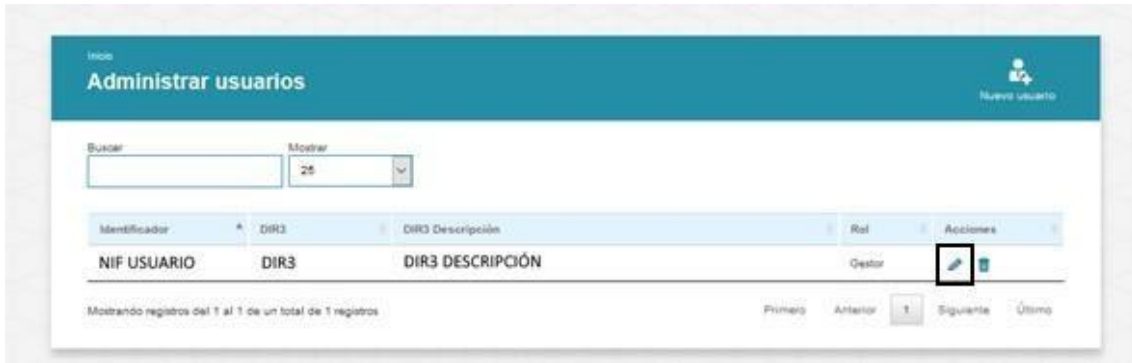 Inicio
Administrar usuarios
Nuevo usuario
Buscar
Mostrar
25
Identificador DIR3 DIR3 Descripción Rol Acciones
NIF USUARIO DIR3 DIR3 DESCRIPCIÓN Gestor
Mostrando registros del 1 al 1 de un total de 1 registros
Primero Anterior 1 Siguiente Último